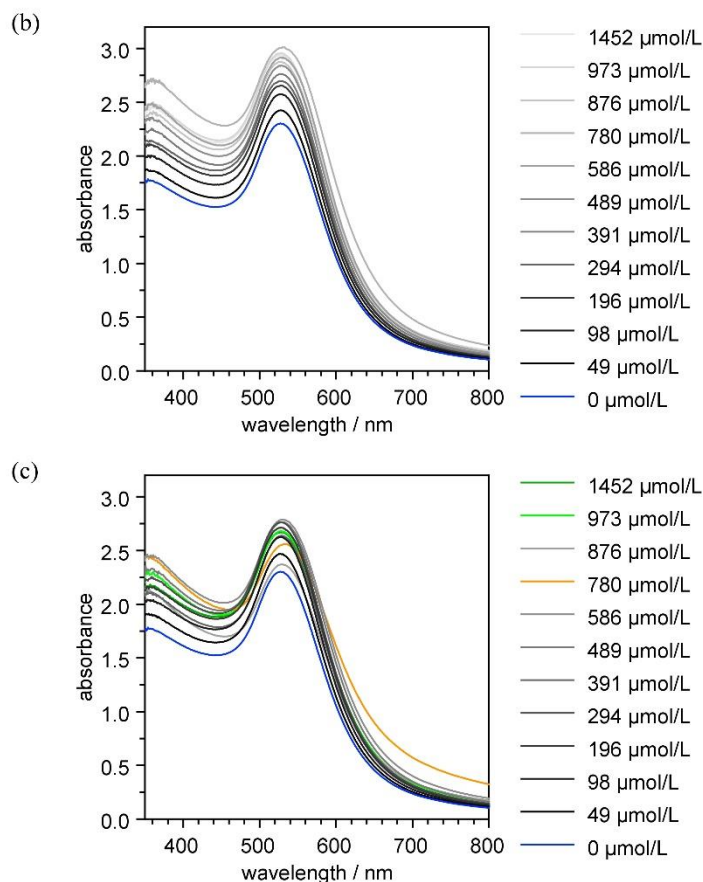 (b)
3.0
2.5
2.0
1.5
1.0
0.5
0.0
absorbance
400 500 600 700 800
wavelength / nm
1452 µmol/L
973 µmol/L
876 µmol/L
780 µmol/L
586 µmol/L
489 µmol/L
391 µmol/L
294 µmol/L
196 µmol/L
98 µmol/L
49 µmol/L
0 µmol/L
(c)
3.0
2.5
2.0
1.5
1.0
0.5
0.0
absorbance
400 500 600 700 800
wavelength / nm
1452 µmol/L
973 µmol/L
876 µmol/L
780 µmol/L
586 µmol/L
489 µmol/L
391 µmol/L
294 µmol/L
196 µmol/L
98 µmol/L
49 µmol/L
0 µmol/L